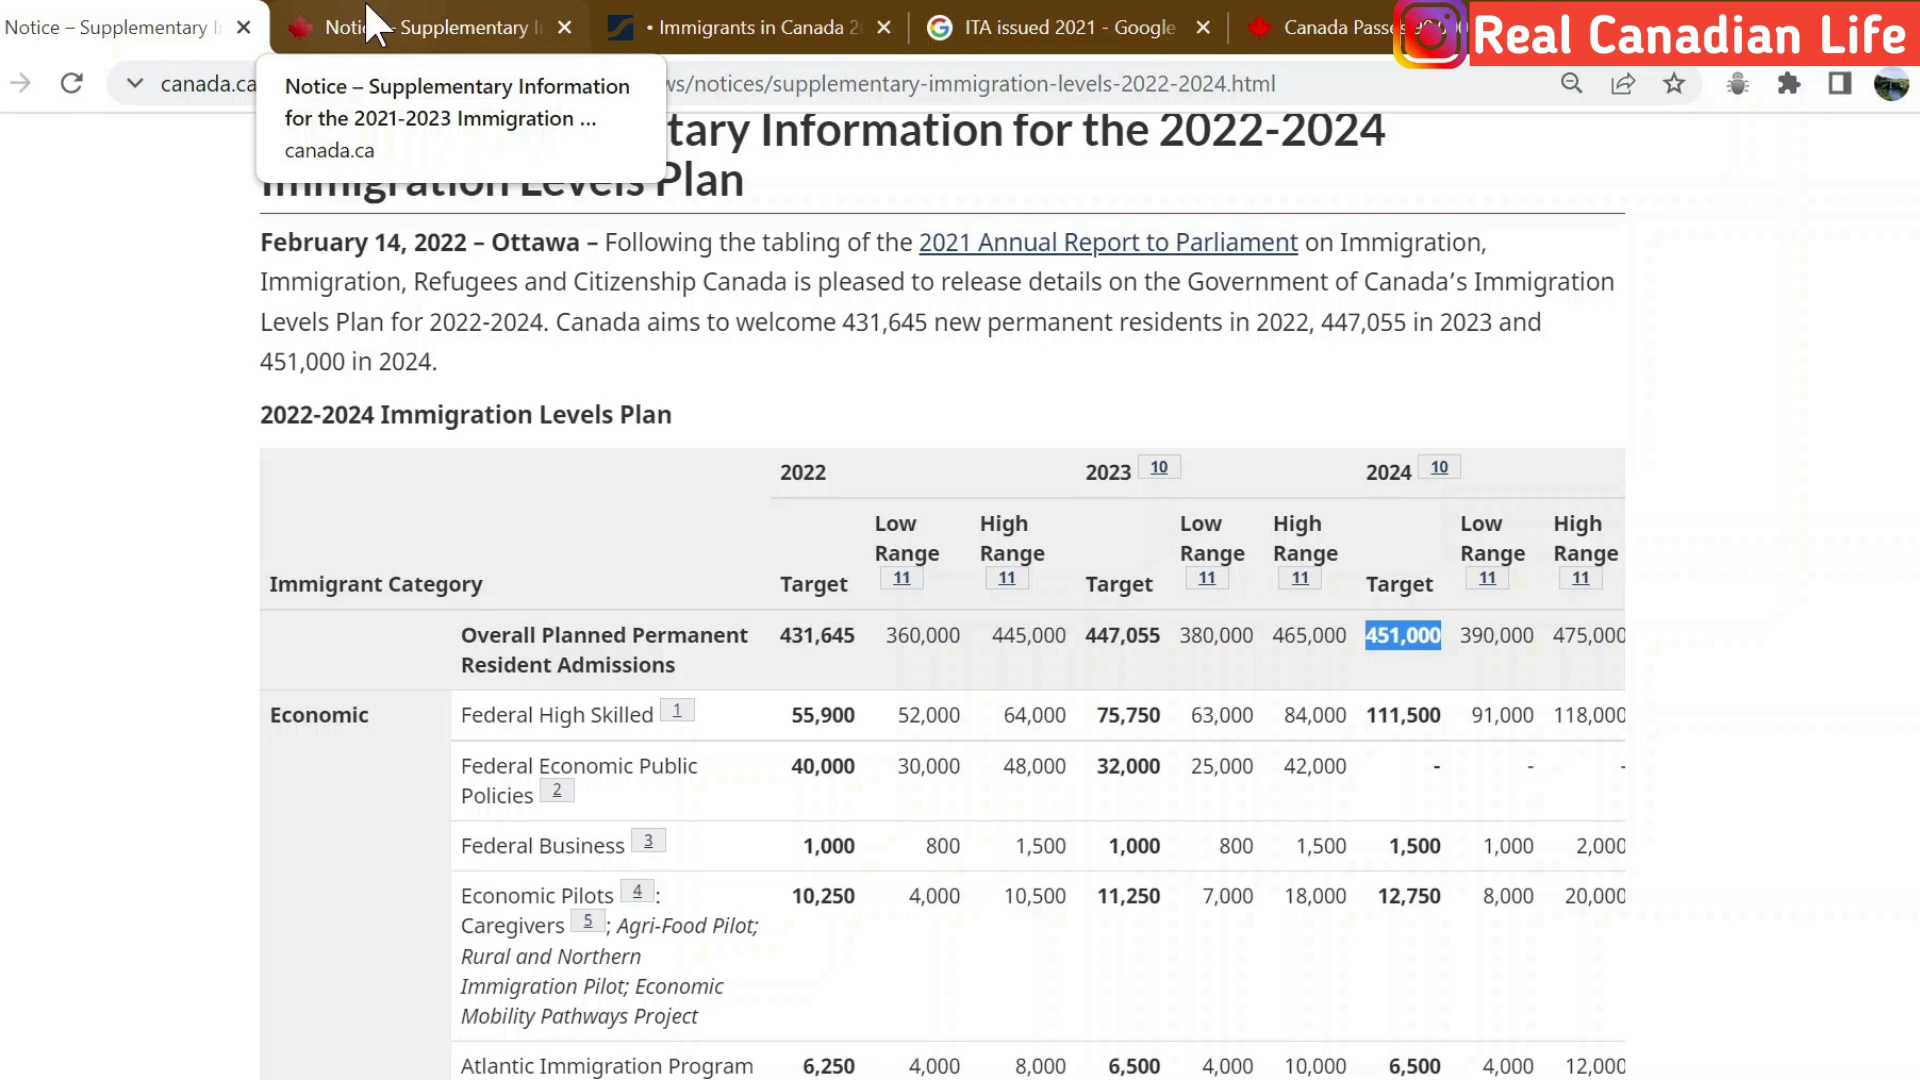 Notice – Supplementary I
Notic – Supplementary I
• Immigrants in Canada 2
ITA issued 2021 - Google
Canada Passe
Real Canadian Life
canada.ca
ws/notices/supplementary-immigration-levels-2022-2024.html
Notice – Supplementary Information
for the 2021-2023 Immigration ...
canada.ca
tary Information for the 2022-2024
Immigration Levels Plan
February 14, 2022 – Ottawa – Following the tabling of the 2021 Annual Report to Parliament on Immigration,
Immigration, Refugees and Citizenship Canada is pleased to release details on the Government of Canada's Immigration
Levels Plan for 2022-2024. Canada aims to welcome 431,645 new permanent residents in 2022, 447,055 in 2023 and
451,000 in 2024.
2022-2024 Immigration Levels Plan
2022 2023 10 2024 10
Low High Low High Low High
Range Range Range Range Range Range
Immigrant Category Target 11 11 Target 11 11 Target 11 11
Overall Planned Permanent 431,645 360,000 445,000 447,055 380,000 465,000 451,000 390,000 475,000
Resident Admissions
Economic Federal High Skilled 1 55,900 52,000 64,000 75,750 63,000 84,000 111,500 91,000 118,000
Federal Economic Public 40,000 30,000 48,000 32,000 25,000 42,000 - - -
Policies 2
Federal Business 3 1,000 800 1,500 1,000 800 1,500 1,500 1,000 2,000
Economic Pilots 4 : 10,250 4,000 10,500 11,250 7,000 18,000 12,750 8,000 20,000
Caregivers 5 ; Agri-Food Pilot;
Rural and Northern
Immigration Pilot; Economic
Mobility Pathways Project
Atlantic Immigration Program 6,250 4,000 8,000 6,500 4,000 10,000 6,500 4,000 12,000